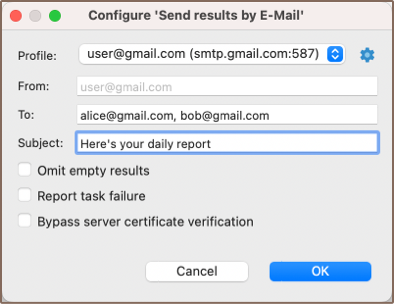 Configure 'Send results by E-Mail'
Profile: user@gmail.com (smtp.gmail.com:587)
From: user@gmail.com
To: alice@gmail.com, bob@gmail.com
Subject: Here's your daily report
Omit empty results
Report task failure
Bypass server certificate verification
Cancel OK